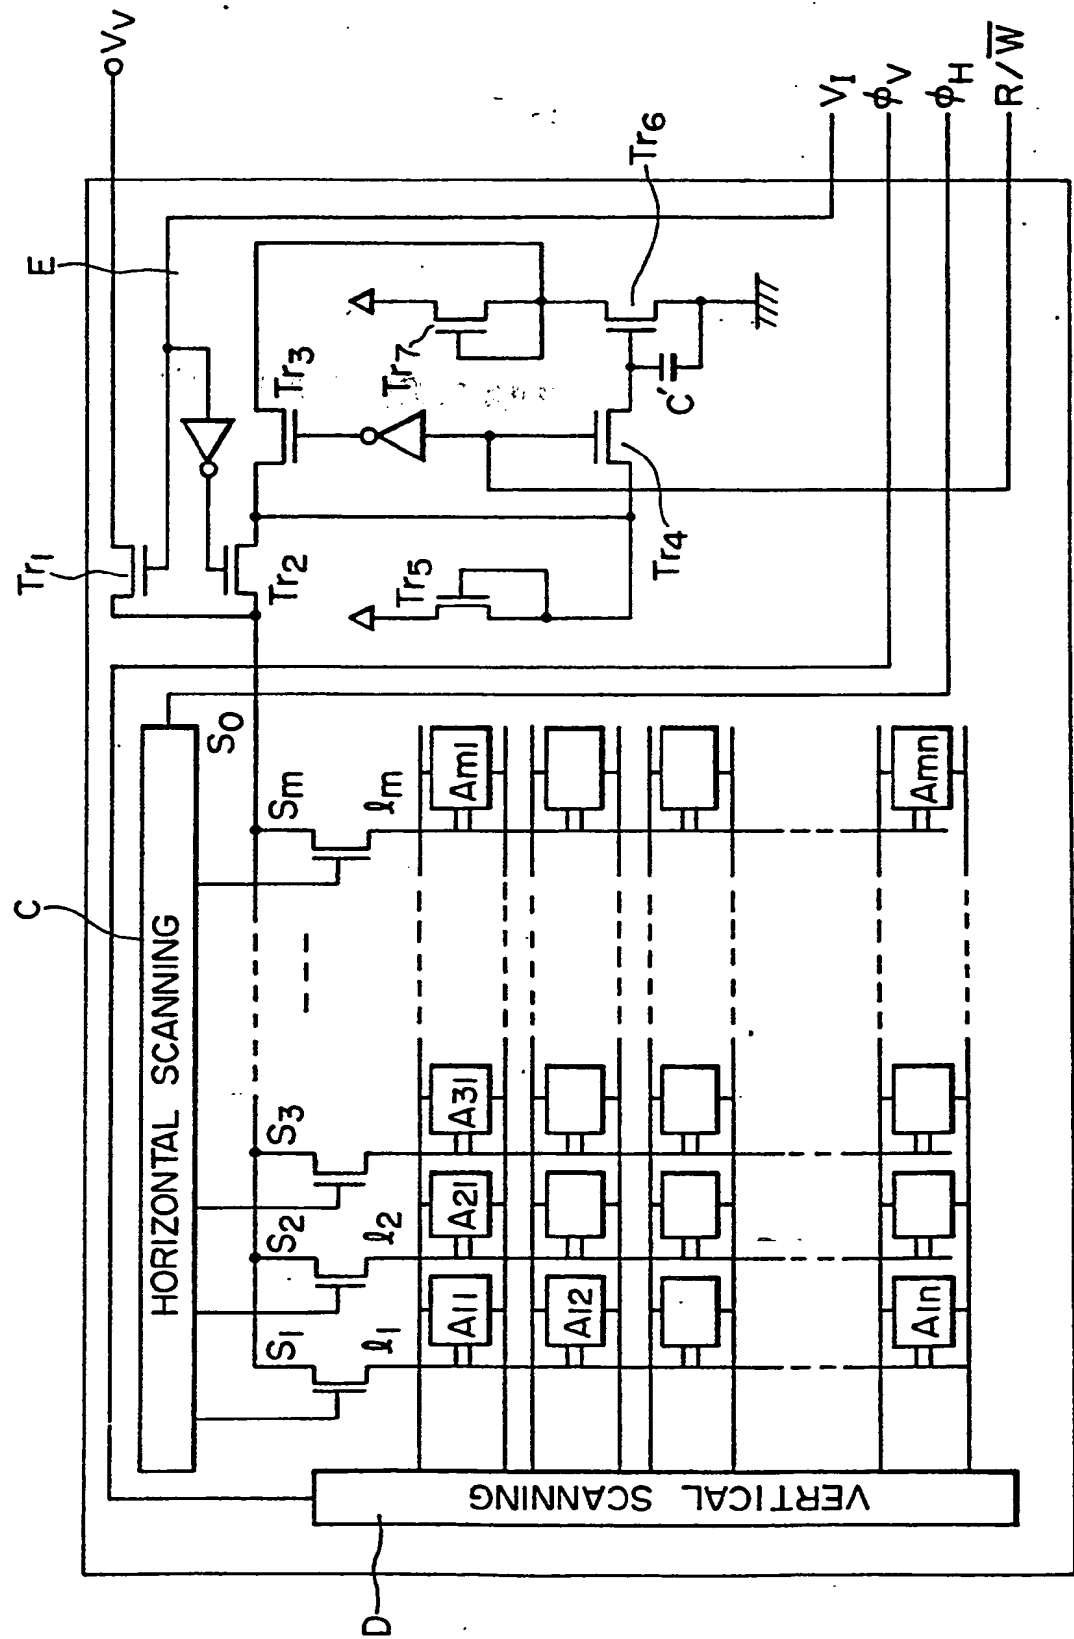 C
HORIZONTAL SCANNING
Tr1
E
VV
S1
S2
S3
Sm
S0
Tr2
Tr3
ℓ1
ℓ2
ℓm
Tr5
Tr7
Tr6
C'
Tr4
D
VERTICAL SCANNING
A11
A21
A31
Am1
A12
A1n
Amn
VI
ϕV
ϕH
R/W̅